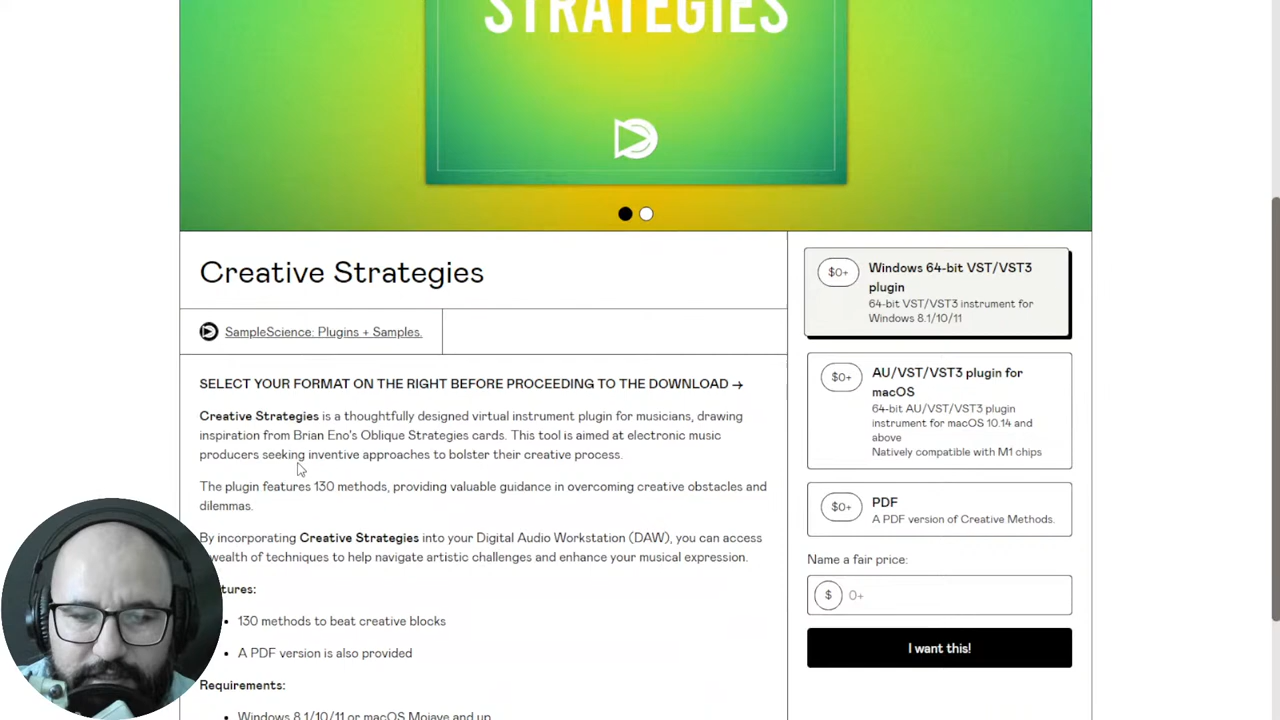 STRATEGIES
Creative Strategies
SampleScience: Plugins + Samples.
SELECT YOUR FORMAT ON THE RIGHT BEFORE PROCEEDING TO THE DOWNLOAD →
Creative Strategies is a thoughtfully designed virtual instrument plugin for musicians, drawing
inspiration from Brian Eno's Oblique Strategies cards. This tool is aimed at electronic music
producers seeking inventive approaches to bolster their creative process.
The plugin features 130 methods, providing valuable guidance in overcoming creative obstacles and
dilemmas.
By incorporating Creative Strategies into your Digital Audio Workstation (DAW), you can access
wealth of techniques to help navigate artistic challenges and enhance your musical expression.
tures:
• 130 methods to beat creative blocks
• A PDF version is also provided
Requirements:
• Windows 8.1/10/11 or macOS Mojave and up
$0+
Windows 64-bit VST/VST3
plugin
64-bit VST/VST3 instrument for
Windows 8.1/10/11
$0+
AU/VST/VST3 plugin for
macOS
64-bit AU/VST/VST3 plugin
instrument for macOS 10.14 and
above
Natively compatible with M1 chips
$0+
PDF
A PDF version of Creative Methods.
Name a fair price:
$ 0+
I want this!